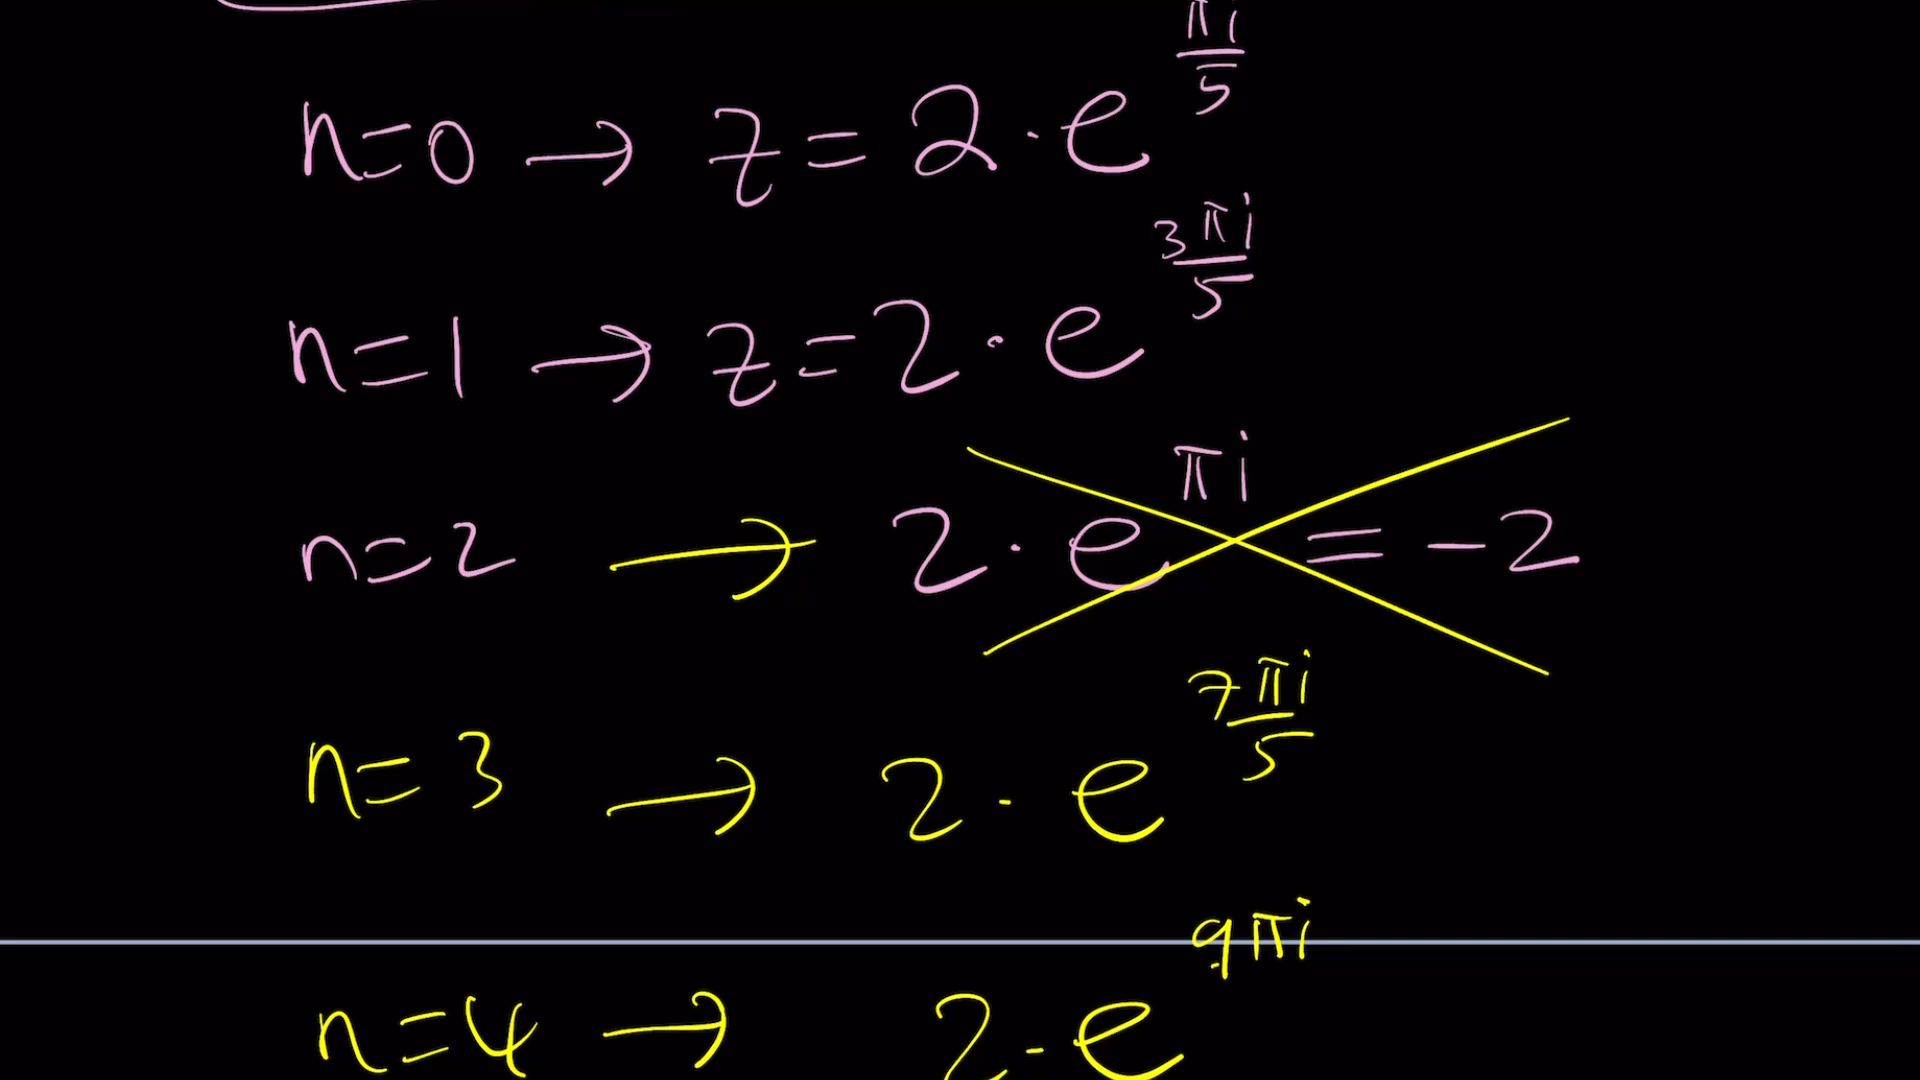 n=0 → z = 2 · e^(πi/5)
n=1 → z = 2 · e^(3πi/5)
n=2 → 2 · e^(πi) = -2
n=3 → 2 · e^(7πi/5)
n=4 → 2 · e^(9πi)